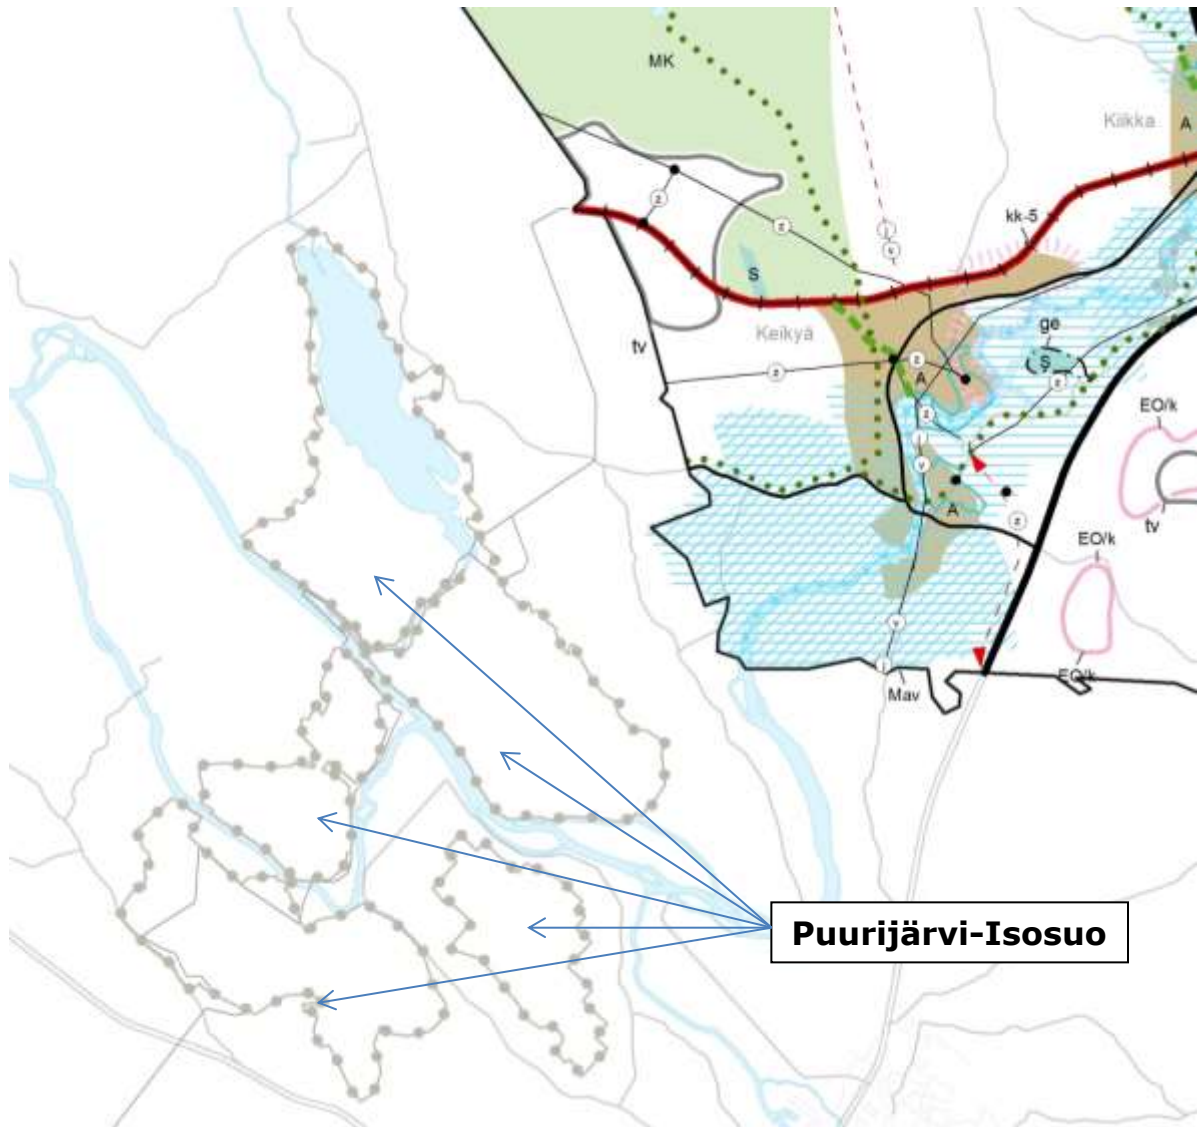 MK
Kiikka
A
z
kk-5
z
j
v
S
ge
Keikyä
tv
z
z
Ş
z
A
EO/k
z
j
v
A
z
tv
EO/k
v
j
Mav
EO/k
Puurijärvi-Isosuo